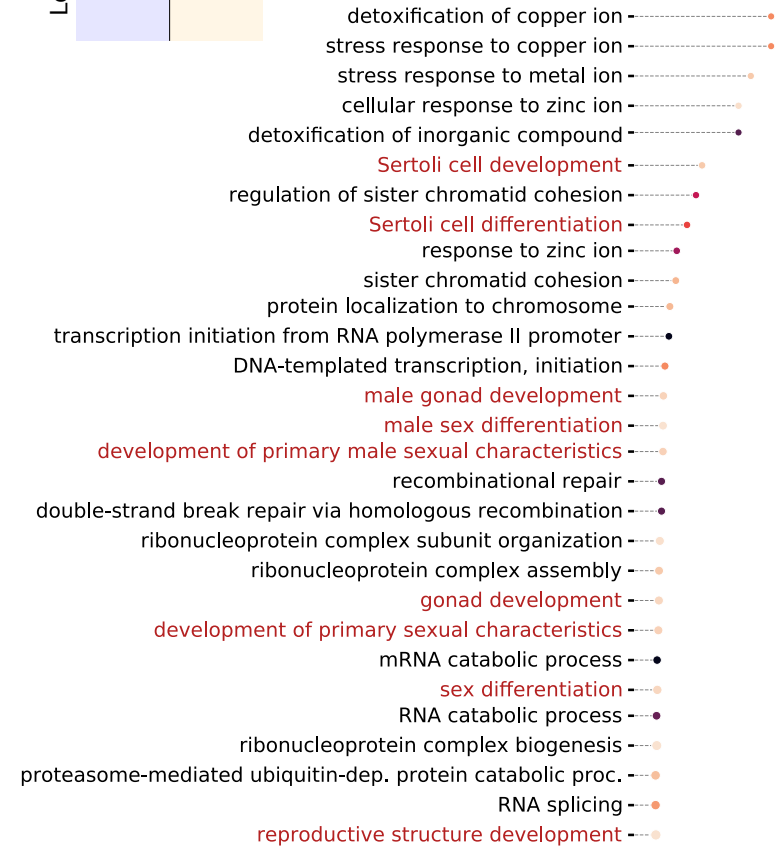 detoxification of copper ion
stress response to copper ion
stress response to metal ion
cellular response to zinc ion
detoxification of inorganic compound
Sertoli cell development
regulation of sister chromatid cohesion
Sertoli cell differentiation
response to zinc ion
sister chromatid cohesion
protein localization to chromosome
transcription initiation from RNA polymerase II promoter
DNA-templated transcription, initiation
male gonad development
male sex differentiation
development of primary male sexual characteristics
recombinational repair
double-strand break repair via homologous recombination
ribonucleoprotein complex subunit organization
ribonucleoprotein complex assembly
gonad development
development of primary sexual characteristics
mRNA catabolic process
sex differentiation
RNA catabolic process
ribonucleoprotein complex biogenesis
proteasome-mediated ubiquitin-dep. protein catabolic proc.
RNA splicing
reproductive structure development